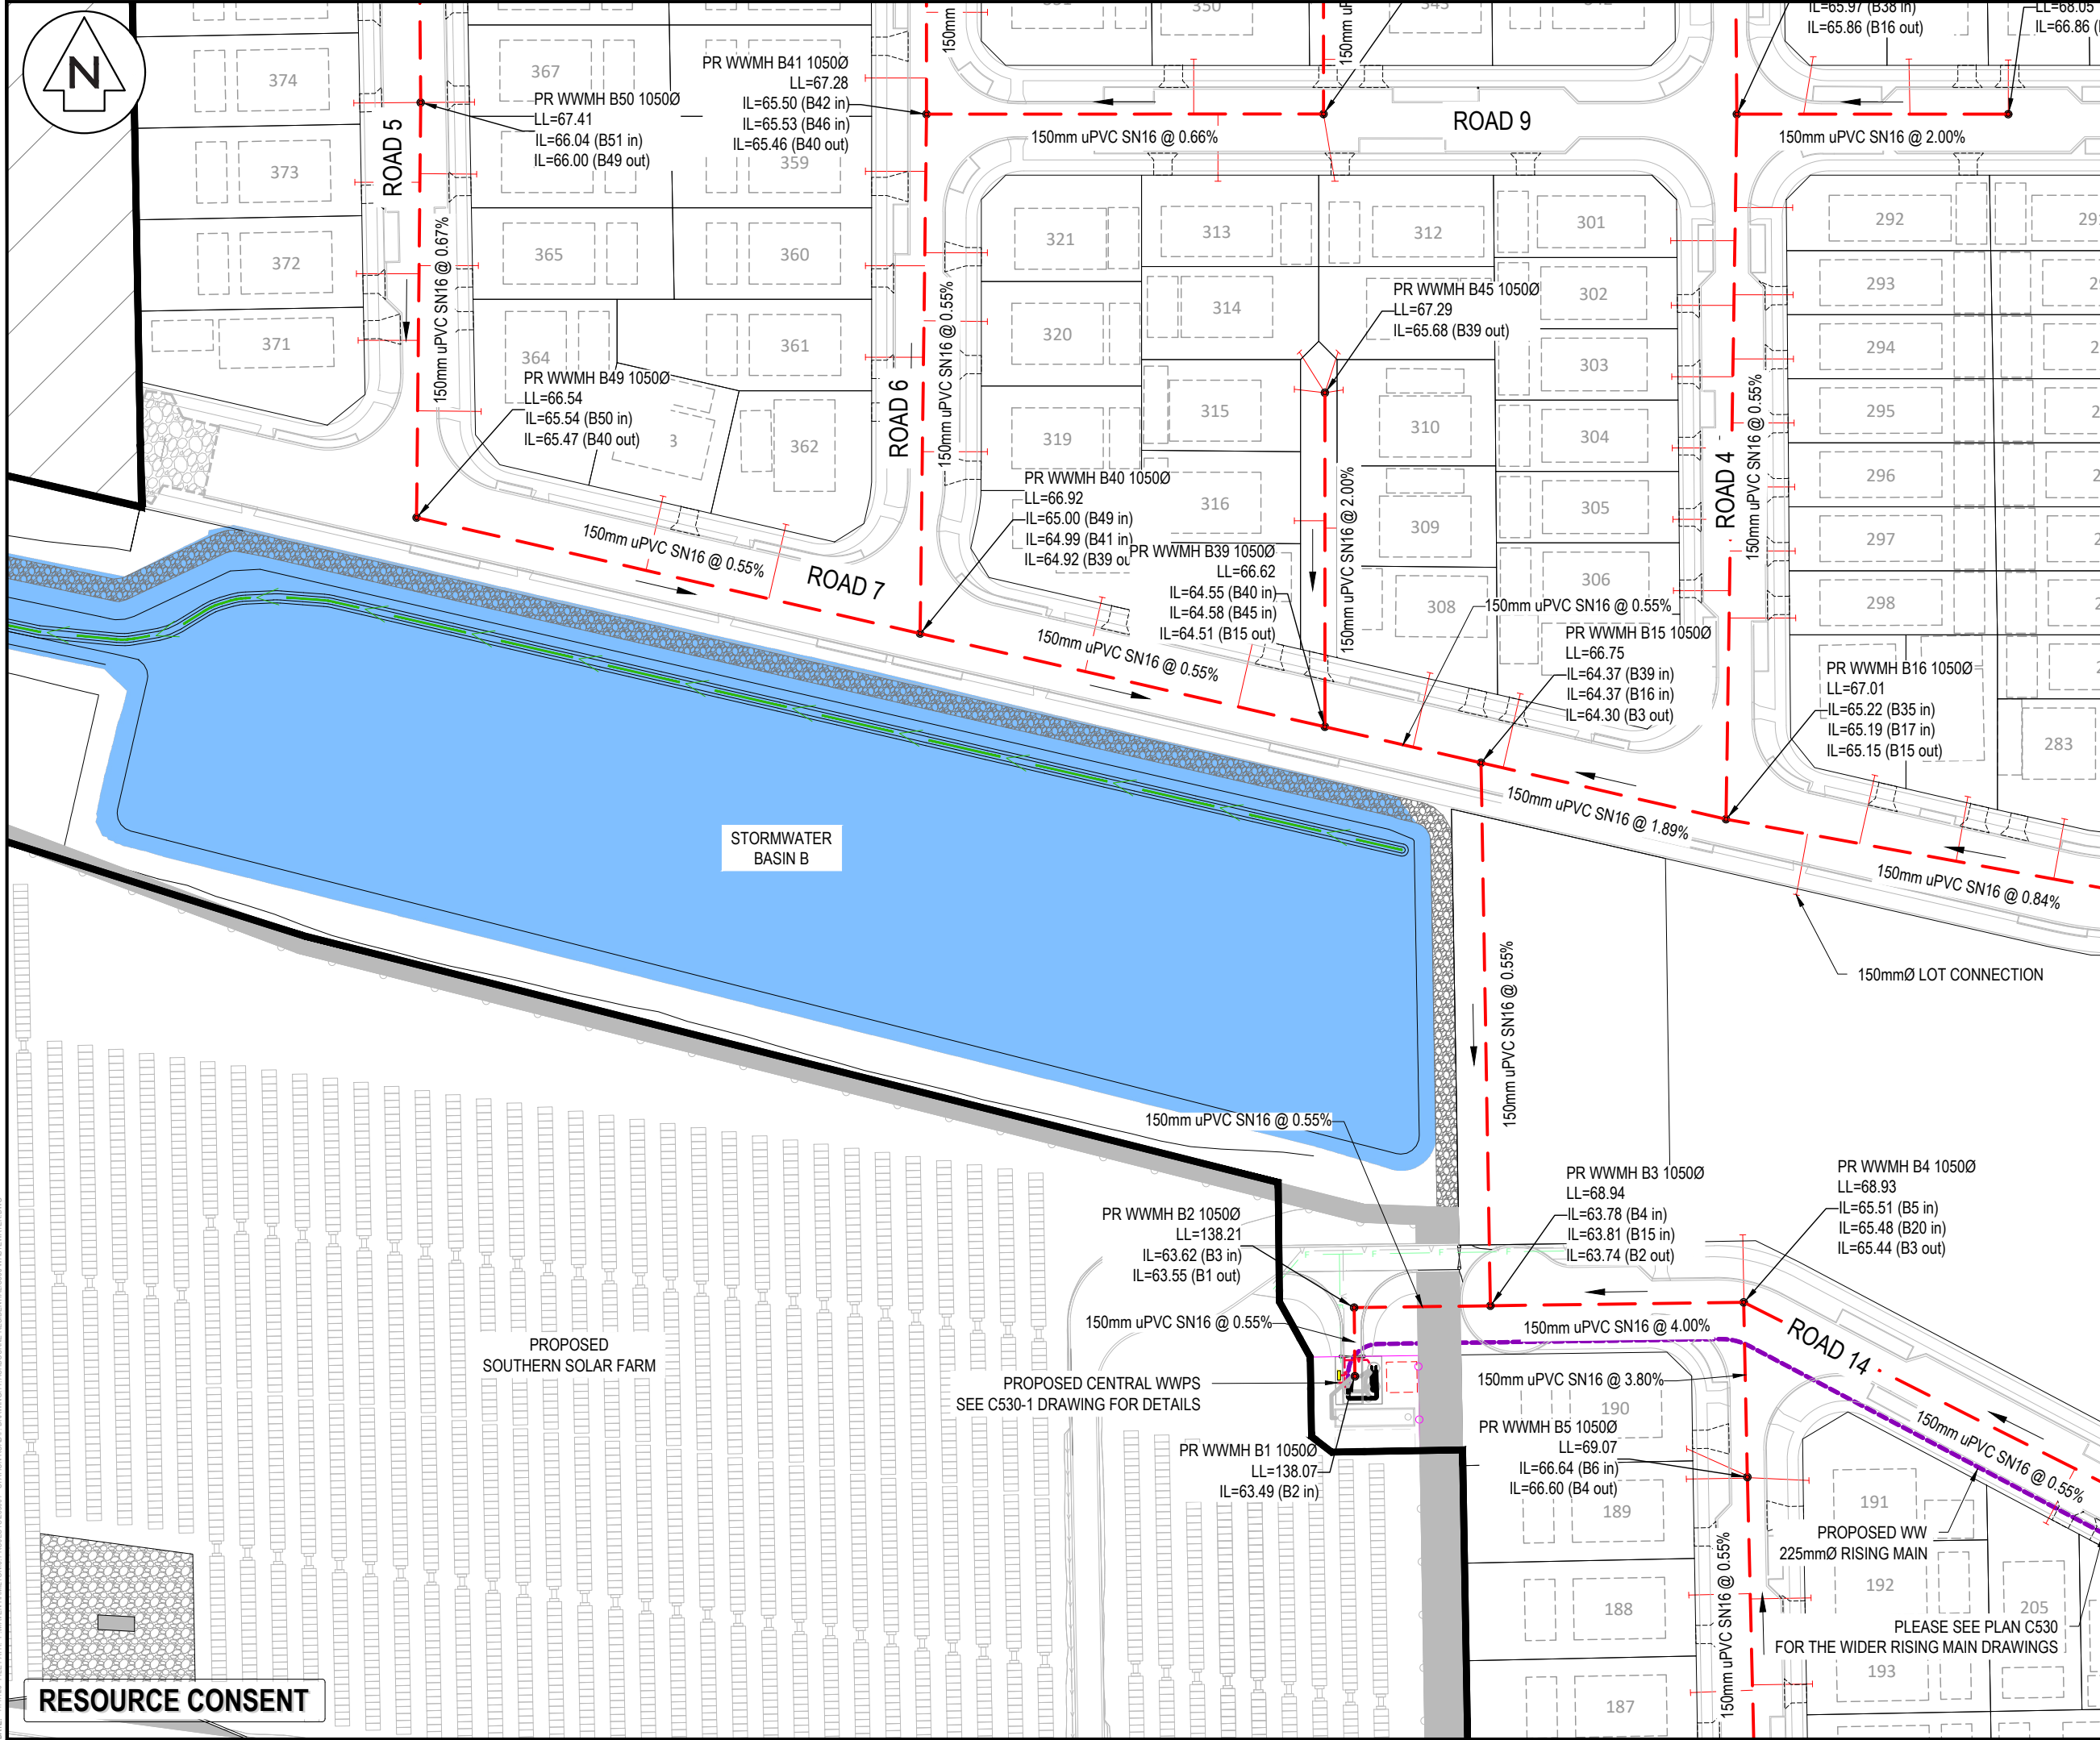 N
374
373
372
371
ROAD 5
150mm uPVC SN16 @ 0.67%
367
PR WWMH B50 1050Ø
LL=67.41
IL=66.04 (B51 in)
IL=66.00 (B49 out)
PR WWMH B41 1050Ø
LL=67.28
IL=65.50 (B42 in)
IL=65.53 (B46 in)
IL=65.46 (B40 out)
359
365
360
364
361
3
362
PR WWMH B49 1050Ø
LL=66.54
IL=65.54 (B50 in)
IL=65.47 (B40 out)
150mm
350
150mm uPVC SN16 @ 0.66%
ROAD 9
IL=65.97 (B38 in)
IL=65.86 (B16 out)
LL=68.05
IL=66.86
150mm uPVC SN16 @ 2.00%
ROAD 6
150mm uPVC SN16 @ 0.55%
321
313
312
301
320
314
302
303
319
315
310
304
316
309
305
308
306
PR WWMH B45 1050Ø
LL=67.29
IL=65.68 (B39 out)
150mm uPVC SN16 @ 2.00%
ROAD 4
150mm uPVC SN16 @ 0.55%
292
293
294
295
296
297
298
283
PR WWMH B40 1050Ø
LL=66.92
IL=65.00 (B49 in)
IL=64.99 (B41 in)
IL=64.92 (B39 ou
PR WWMH B39 1050Ø
LL=66.62
IL=64.55 (B40 in)
IL=64.58 (B45 in)
IL=64.51 (B15 out)
150mm uPVC SN16 @ 0.55%
PR WWMH B15 1050Ø
LL=66.75
IL=64.37 (B39 in)
IL=64.37 (B16 in)
IL=64.30 (B3 out)
PR WWMH B16 1050Ø
LL=67.01
IL=65.22 (B35 in)
IL=65.19 (B17 in)
IL=65.15 (B15 out)
150mm uPVC SN16 @ 0.55%
ROAD 7
150mm uPVC SN16 @ 0.55%
150mm uPVC SN16 @ 1.89%
150mm uPVC SN16 @ 0.84%
150mmØ LOT CONNECTION
STORMWATER
BASIN B
150mm uPVC SN16 @ 0.55%
150mm uPVC SN16 @ 0.55%
PR WWMH B2 1050Ø
LL=138.21
IL=63.62 (B3 in)
IL=63.55 (B1 out)
PR WWMH B3 1050Ø
LL=68.94
IL=63.78 (B4 in)
IL=63.81 (B15 in)
IL=63.74 (B2 out)
PR WWMH B4 1050Ø
LL=68.93
IL=65.51 (B5 in)
IL=65.48 (B20 in)
IL=65.44 (B3 out)
150mm uPVC SN16 @ 0.55%
150mm uPVC SN16 @ 4.00%
ROAD 14
PROPOSED
SOUTHERN SOLAR FARM
PROPOSED CENTRAL WWPS
SEE C530-1 DRAWING FOR DETAILS
150mm uPVC SN16 @ 3.80%
190
PR WWMH B5 1050Ø
LL=69.07
IL=66.64 (B6 in)
IL=66.60 (B4 out)
PR WWMH B1 1050Ø
LL=138.07
IL=63.49 (B2 in)
150mm uPVC SN16 @ 0.55%
189
191
PROPOSED WW
225mmØ RISING MAIN
188
192
205
150mm uPVC SN16 @ 0.55%
PLEASE SEE PLAN C530
FOR THE WIDER RISING MAIN DRAWINGS
187
193
RESOURCE CONSENT